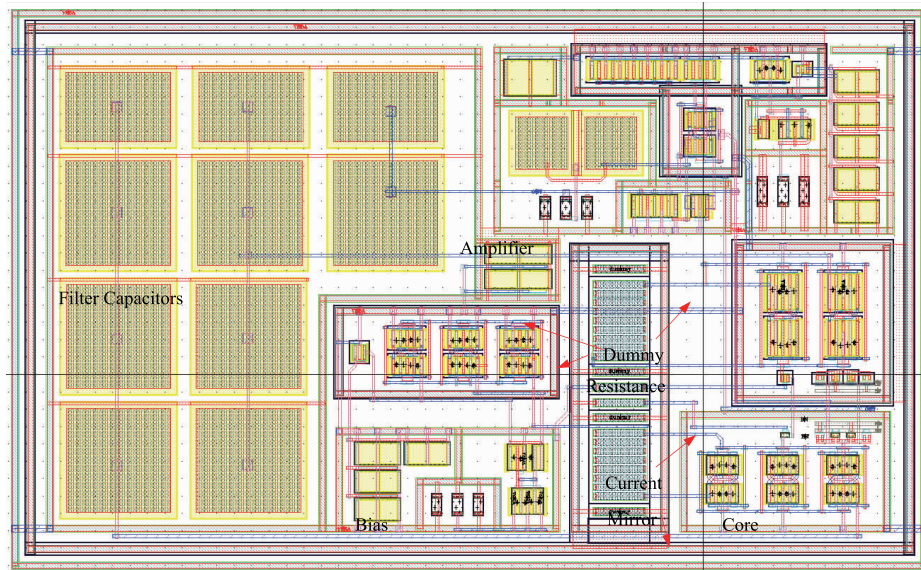 Amplifier
Filter Capacitors
Dummy
Resistance
Current
Mirror
Bias
Core